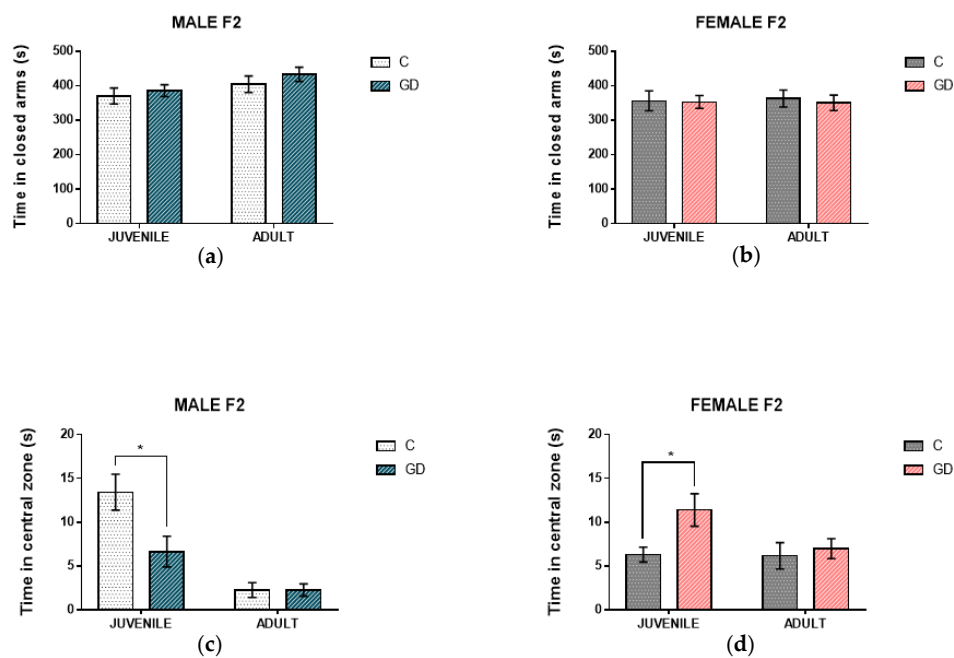 MALE F2
Time in closed arms (s)
500
400
300
200
100
0
JUVENILE
ADULT
C
GD
(a)
FEMALE F2
Time in closed arms (s)
500
400
300
200
100
0
JUVENILE
ADULT
C
GD
(b)
MALE F2
Time in central zone (s)
20
15
10
5
0
*
JUVENILE
ADULT
C
GD
(c)
FEMALE F2
Time in central zone (s)
20
15
10
5
0
*
JUVENILE
ADULT
C
GD
(d)